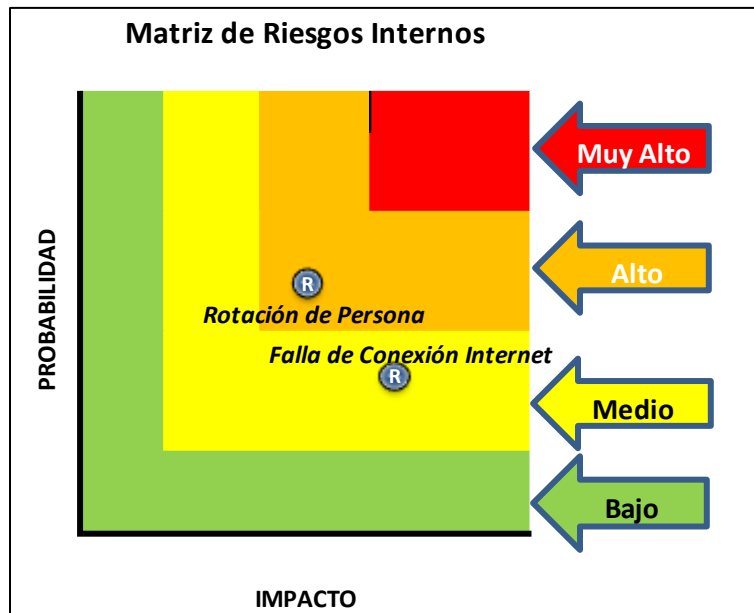 Matriz de Riesgos Internos
Muy Alto
PROBABILIDAD
Alto
R
Rotación de Persona
Falla de Conexión Internet
R
Medio
Bajo
IMPACTO